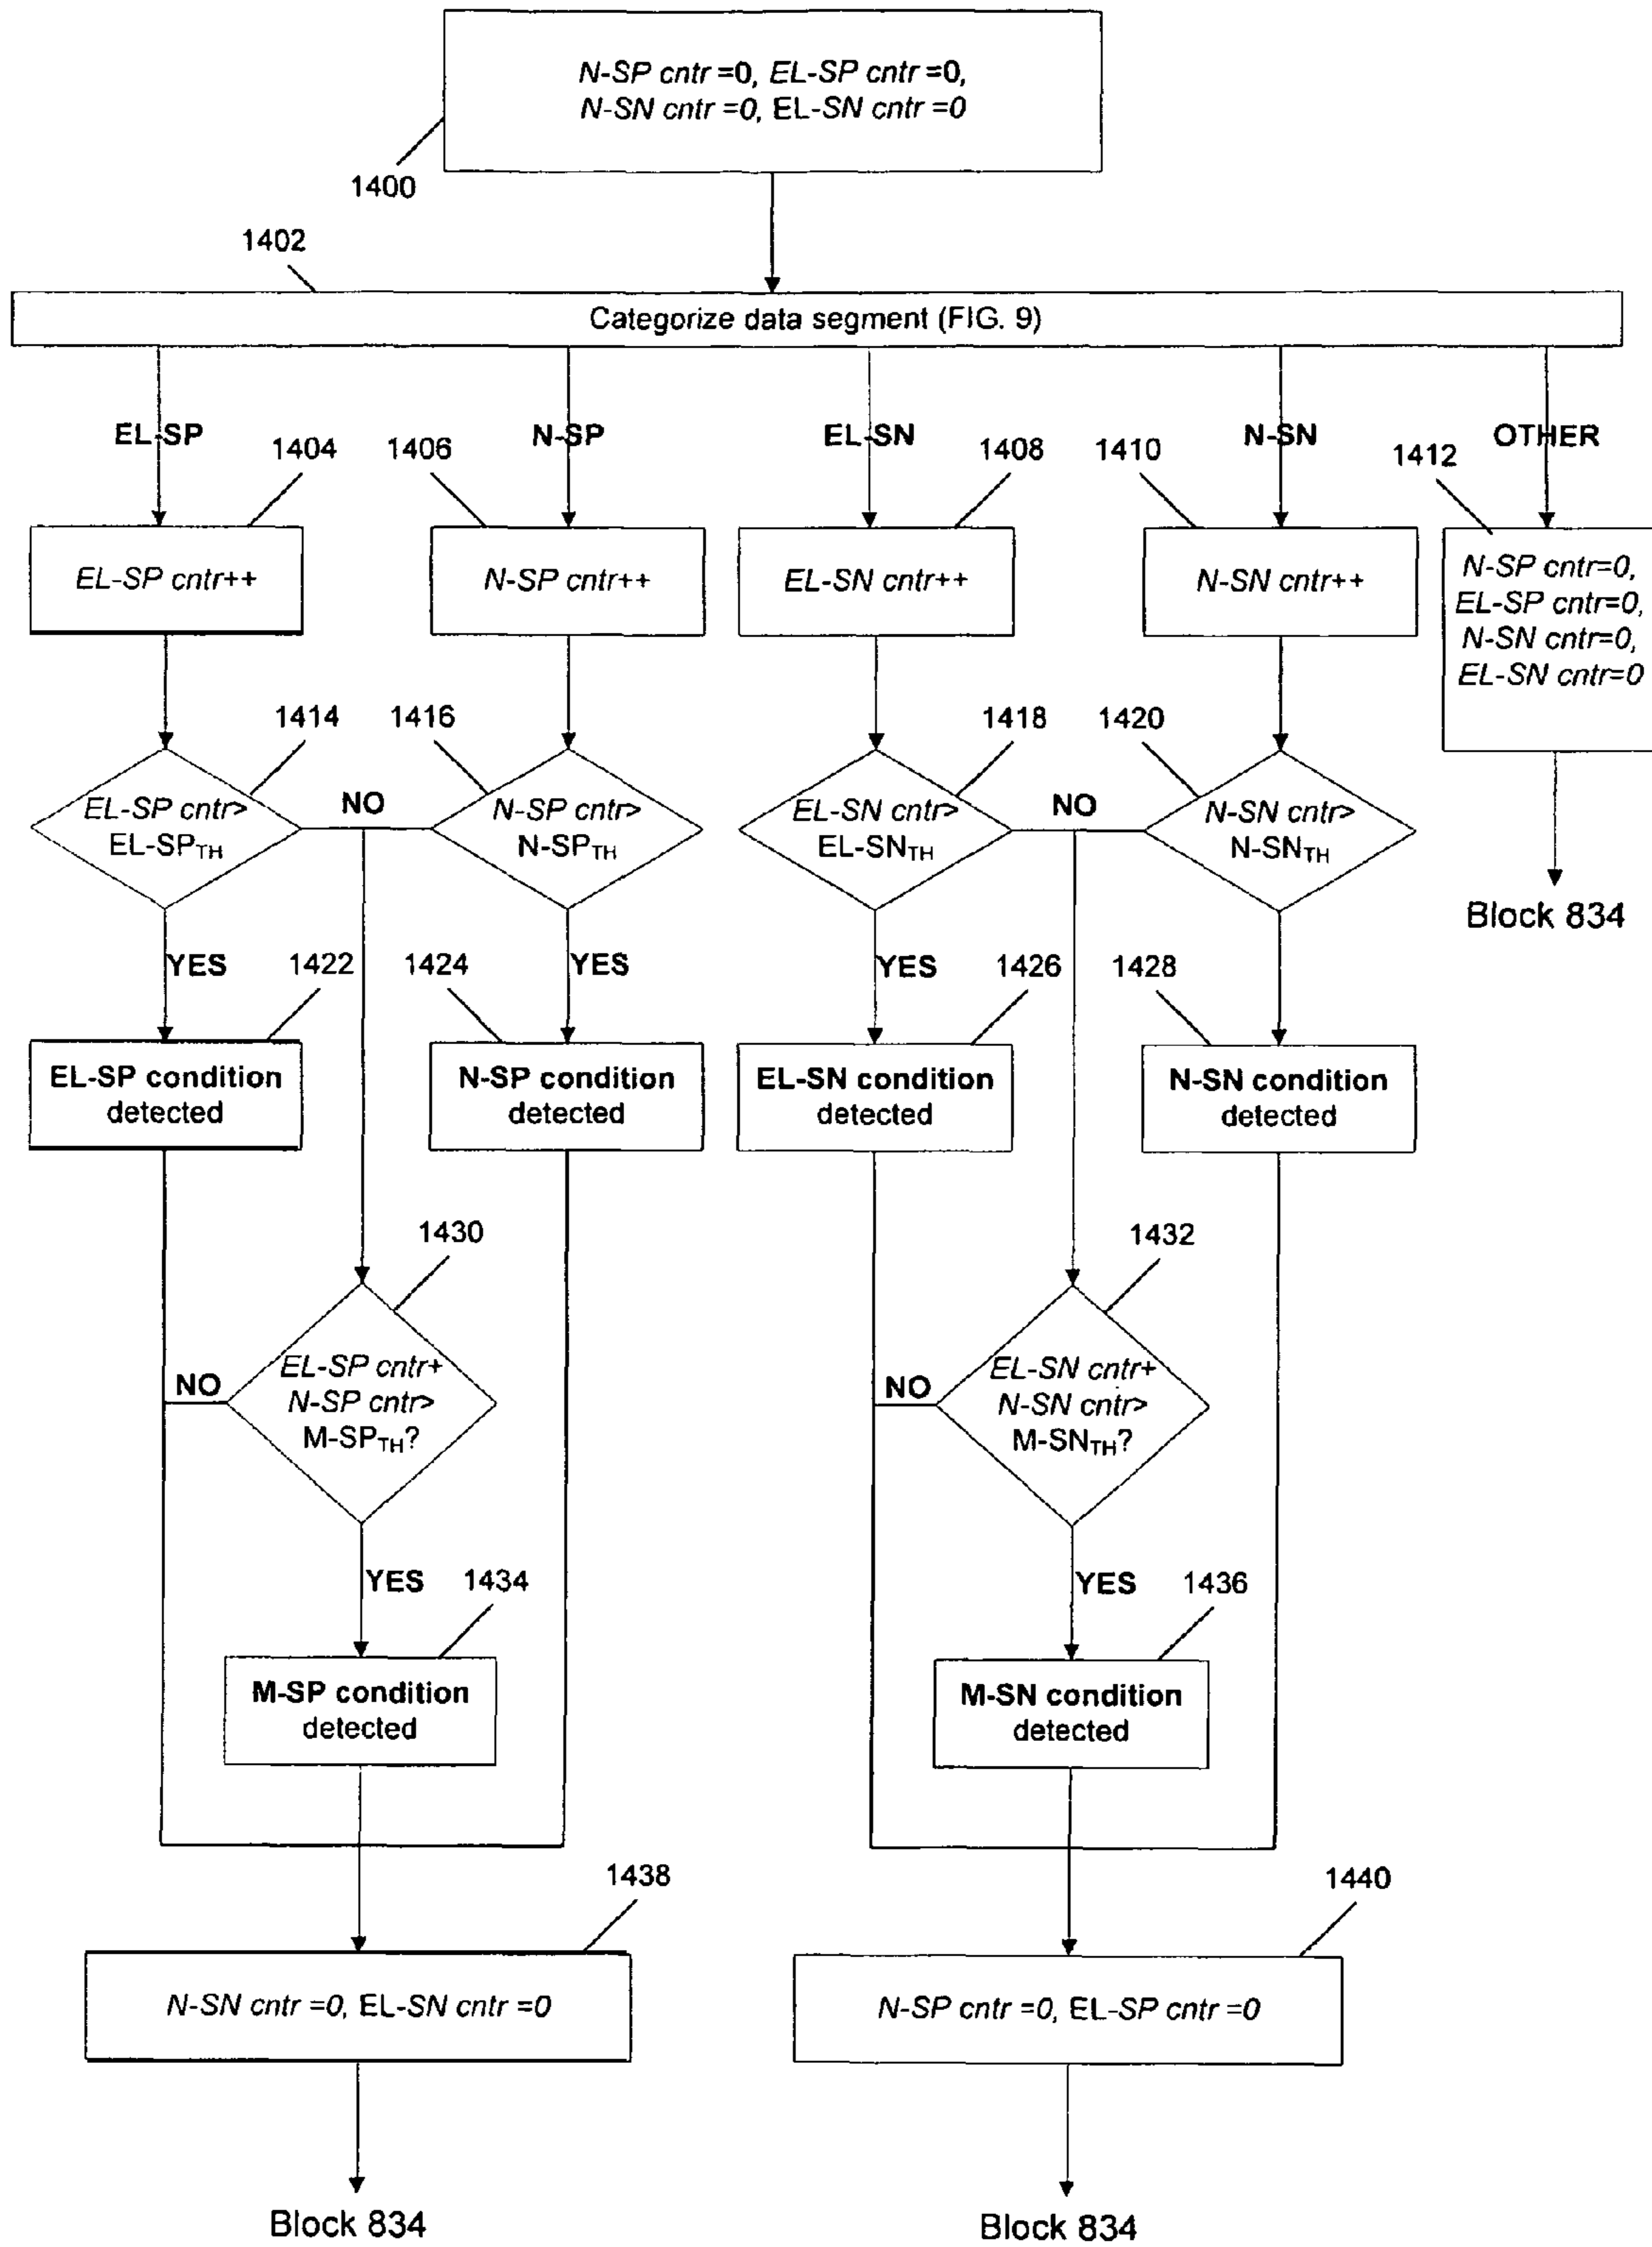 N-SP cntr =0, EL-SP cntr =0,
N-SN cntr =0, EL-SN cntr =0
1400
1402
Categorize data segment (FIG. 9)
EL-SP
1404
1406
N-SP
EL-SN
1408
1410
N-SN
OTHER
1412
EL-SP cntr++
N-SP cntr++
EL-SN cntr++
N-SN cntr++
N-SP cntr=0,
EL-SP cntr=0,
N-SN cntr=0,
EL-SN cntr=0
1414
1416
1418
1420
EL-SP cntr>
EL-SPTH
NO
N-SP cntr>
N-SPTH
EL-SN cntr>
EL-SNTH
NO
N-SN cntr>
N-SNTH
Block 834
YES
1422
1424
YES
YES
1426
1428
EL-SP condition
detected
N-SP condition
detected
EL-SN condition
detected
N-SN condition
detected
1430
1432
NO
EL-SP cntr+
N-SP cntr>
M-SPTH?
NO
EL-SN cntr+
N-SN cntr>
M-SNTH?
YES
1434
YES
1436
M-SP condition
detected
M-SN condition
detected
1438
1440
N-SN cntr =0, EL-SN cntr =0
N-SP cntr =0, EL-SP cntr =0
Block 834
Block 834